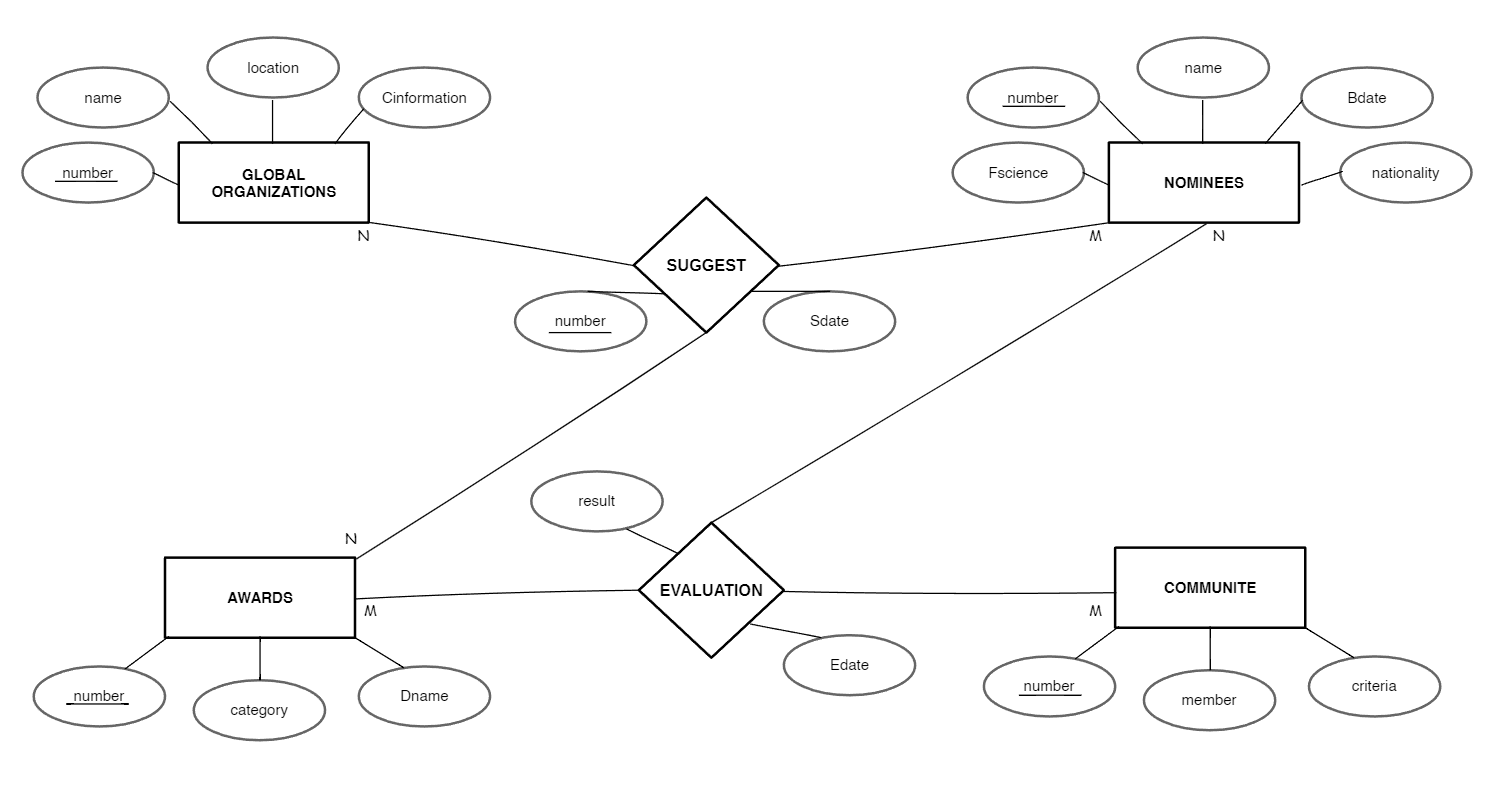 location
name
name
Cinformation
number
Bdate
number
Fscience
nationality
GLOBAL
ORGANIZATIONS
NOMINEES
N
M
N
SUGGEST
number
Sdate
result
N
AWARDS
M
EVALUATION
M
COMMUNITE
Edate
number
category
Dname
number
member
criteria